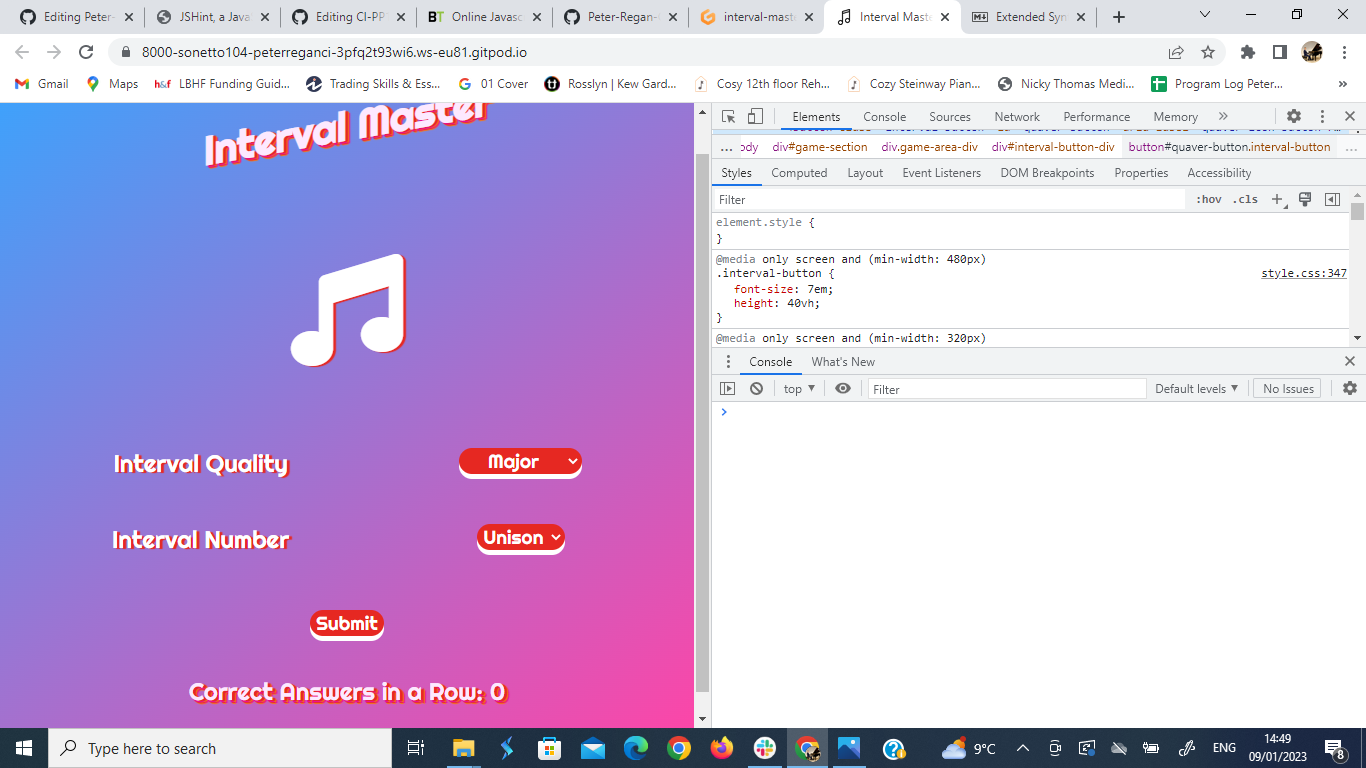 Editing Peter-
JSHint, a Java
Editing CI-PP
Online Javasc
Peter-Regan-
interval-mast
Interval Maste
Extended Syn
8000-sonetto104-peterreganci-3pfq2t93wi6.ws-eu81.gitpod.io
Gmail
Maps
h&f LBHF Funding Guid...
Trading Skills & Ess...
01 Cover
Rosslyn | Kew Gard...
Cosy 12th floor Reh...
Cozy Steinway Pian...
Nicky Thomas Medi...
Program Log Peter...
»
Interval Master
Interval Quality
Major
Interval Number
Unison
Submit
Correct Answers in a Row: 0
Elements Console Sources Network Performance Memory »
... ody div#game-section div.game-area-div div#interval-button-div button#quaver-button.interval-button ...
Styles Computed Layout Event Listeners DOM Breakpoints Properties Accessibility
Filter :hov .cls +
element.style {
}
@media only screen and (min-width: 480px)
.interval-button { style.css:347
font-size: 7em;
height: 40vh;
}
@media only screen and (min-width: 320px)
Console What's New
top Filter Default levels No Issues
Type here to search
9°C
ENG
14:49
09/01/2023
8